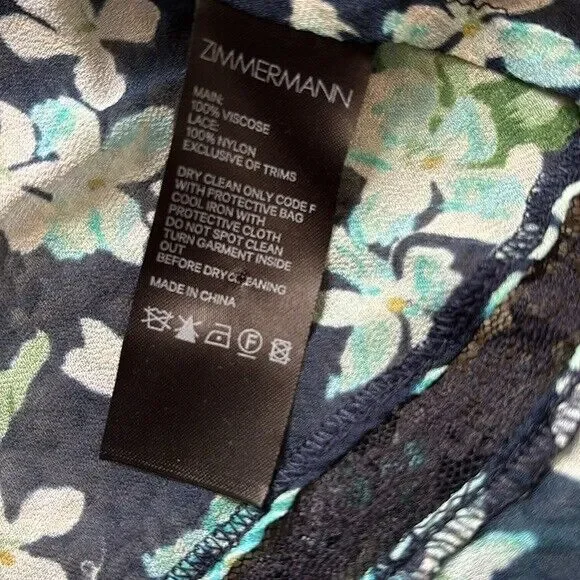 ZIMMERMANN
MAIN:
100% VISCOSE
LACE:
100% NYLON
EXCLUSIVE OF TRIMS
DRY CLEAN ONLY CODE F
WITH PROTECTIVE BAG
COOL IRON WITH
PROTECTIVE CLOTH
DO NOT SPOT CLEAN
TURN GARMENT INSIDE
OUT
BEFORE DRY CLEANING
MADE IN CHINA
F